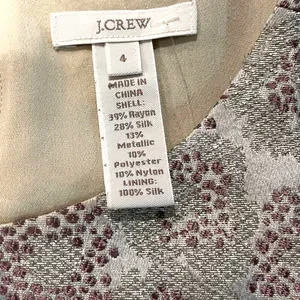 J.CREW
4
MADE IN
CHINA
SHELL:
39% Rayon
28% Silk
13%
Metallic
10%
Polyester
10% Nylon
LINING:
100% Silk